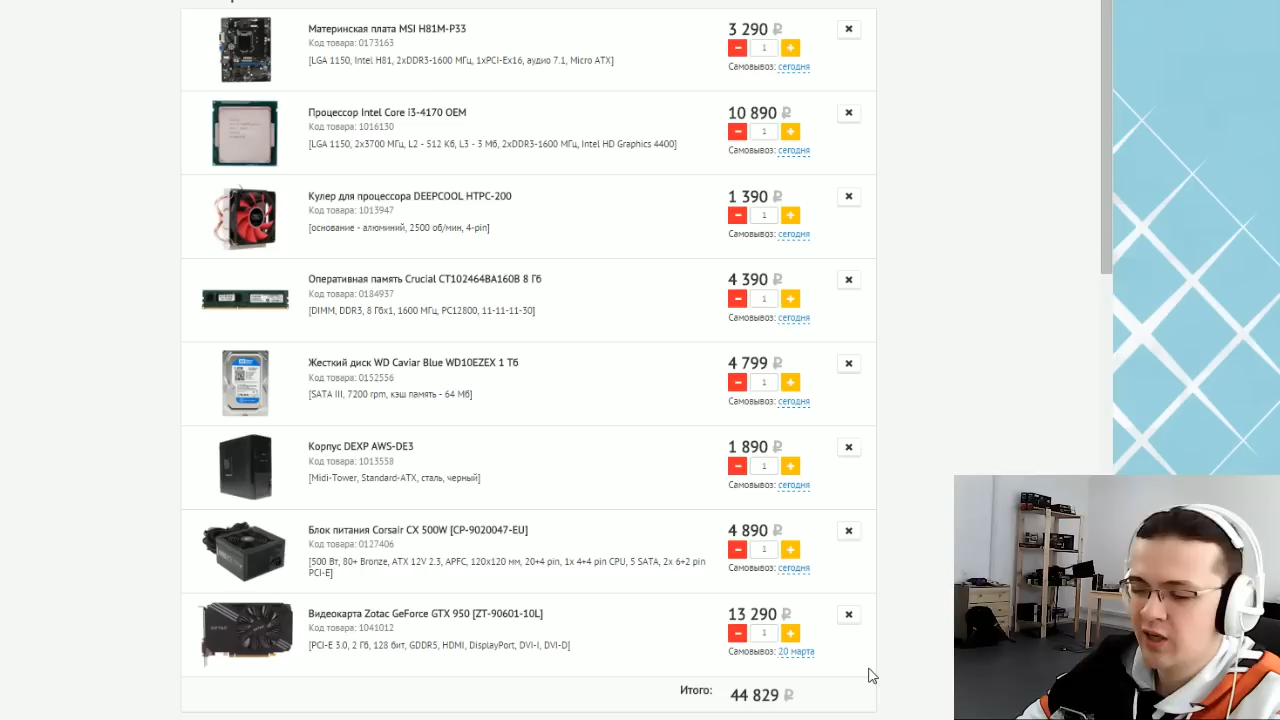 Материнская плата MSI H81M-P33
Код товара: 0173163
[LGA 1150, Intel H81, 2xDDR3-1600 МГц, 1xPCI-Ex16, аудио 7.1, Micro ATX]
3 290 ₽
1
Самовывоз: сегодня
Процессор Intel Core i3-4170 OEM
Код товара: 1016130
[LGA 1150, 2x3700 МГц, L2 - 512 Кб, L3 - 3 Мб, 2xDDR3-1600 МГц, Intel HD Graphics 4400]
10 890 ₽
1
Самовывоз: сегодня
Кулер для процессора DEEPCOOL HTPC-200
Код товара: 1013947
[основание - алюминий, 2500 об/мин, 4-pin]
1 390 ₽
1
Самовывоз: сегодня
Оперативная память Crucial CT102464BA160B 8 Гб
Код товара: 0184937
[DIMM, DDR3, 8 Гбx1, 1600 МГц, PC12800, 11-11-11-30]
4 390 ₽
1
Самовывоз: сегодня
Жесткий диск WD Caviar Blue WD10EZEX 1 Тб
Код товара: 0152556
[SATA III, 7200 rpm, кэш память - 64 Мб]
4 799 ₽
1
Самовывоз: сегодня
Корпус DEXP AWS-DE3
Код товара: 1013558
[Midi-Tower, Standard-ATX, сталь, черный]
1 890 ₽
1
Самовывоз: сегодня
Блок питания Corsair CX 500W [CP-9020047-EU]
Код товара: 0127406
[500 Вт, 80+ Bronze, ATX 12V 2.3, APFC, 120x120 мм, 20+4 pin, 1x 4+4 pin CPU, 5 SATA, 2x 6+2 pin
PCI-E]
4 890 ₽
1
Самовывоз: сегодня
Видеокарта Zotac GeForce GTX 950 [ZT-90601-10L]
Код товара: 1041012
[PCI-E 3.0, 2 Гб, 128 бит, GDDR5, HDMI, DisplayPort, DVI-I, DVI-D]
13 290 ₽
1
Самовывоз: 20 марта
Итого: 44 829 ₽